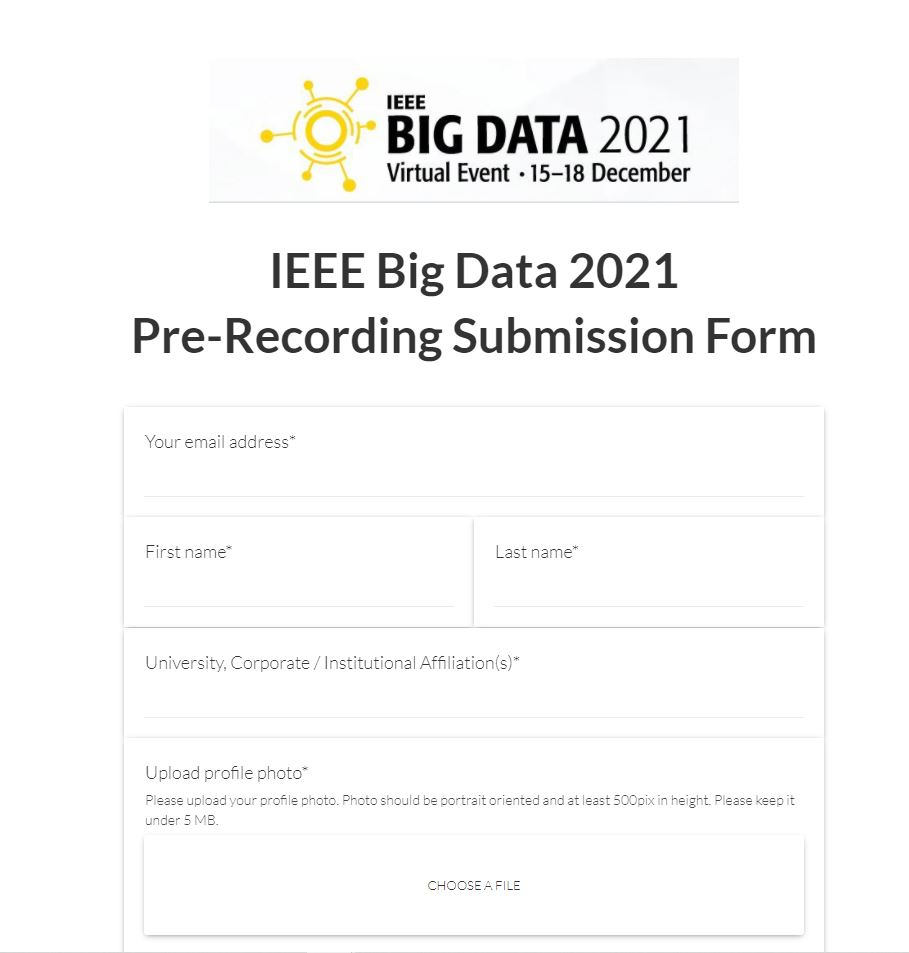 IEEE
BIG DATA 2021
Virtual Event • 15–18 December
IEEE Big Data 2021
Pre-Recording Submission Form
Your email address*
First name*
Last name*
University, Corporate / Institutional Affiliation(s)*
Upload profile photo*
Please upload your profile photo. Photo should be portrait oriented and at least 500pix in height. Please keep it
under 5 MB.
CHOOSE A FILE